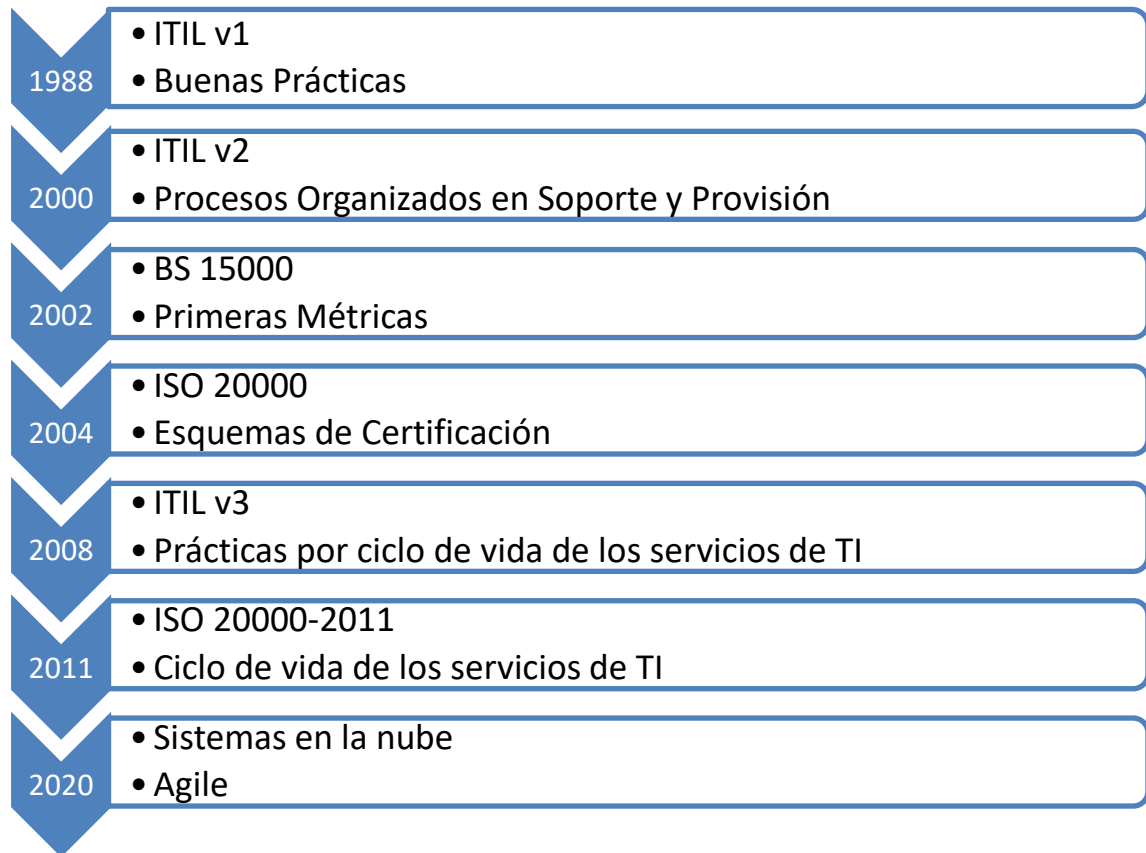 1988
• ITIL v1
• Buenas Prácticas
2000
• ITIL v2
• Procesos Organizados en Soporte y Provisión
2002
• BS 15000
• Primeras Métricas
2004
• ISO 20000
• Esquemas de Certificación
2008
• ITIL v3
• Prácticas por ciclo de vida de los servicios de TI
2011
• ISO 20000-2011
• Ciclo de vida de los servicios de TI
2020
• Sistemas en la nube
• Agile